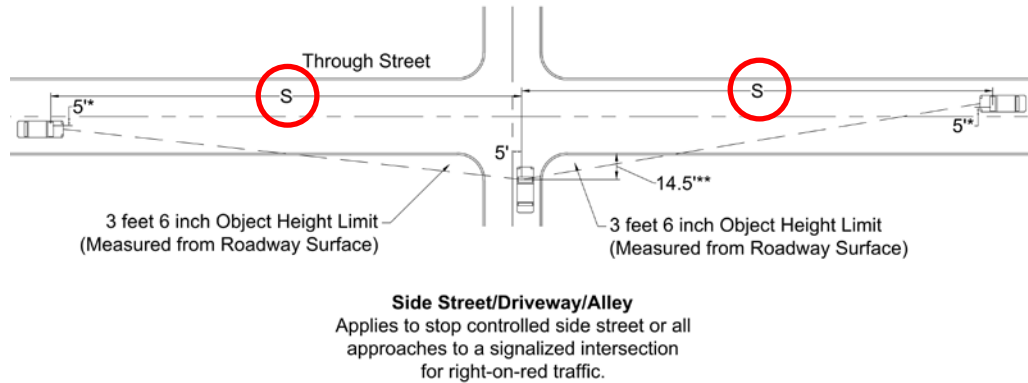 Through Street
S
S
5'*
5'*
5'
14.5'**
3 feet 6 inch Object Height Limit
(Measured from Roadway Surface)
3 feet 6 inch Object Height Limit
(Measured from Roadway Surface)
Side Street/Driveway/Alley
Applies to stop controlled side street or all
approaches to a signalized intersection
for right-on-red traffic.